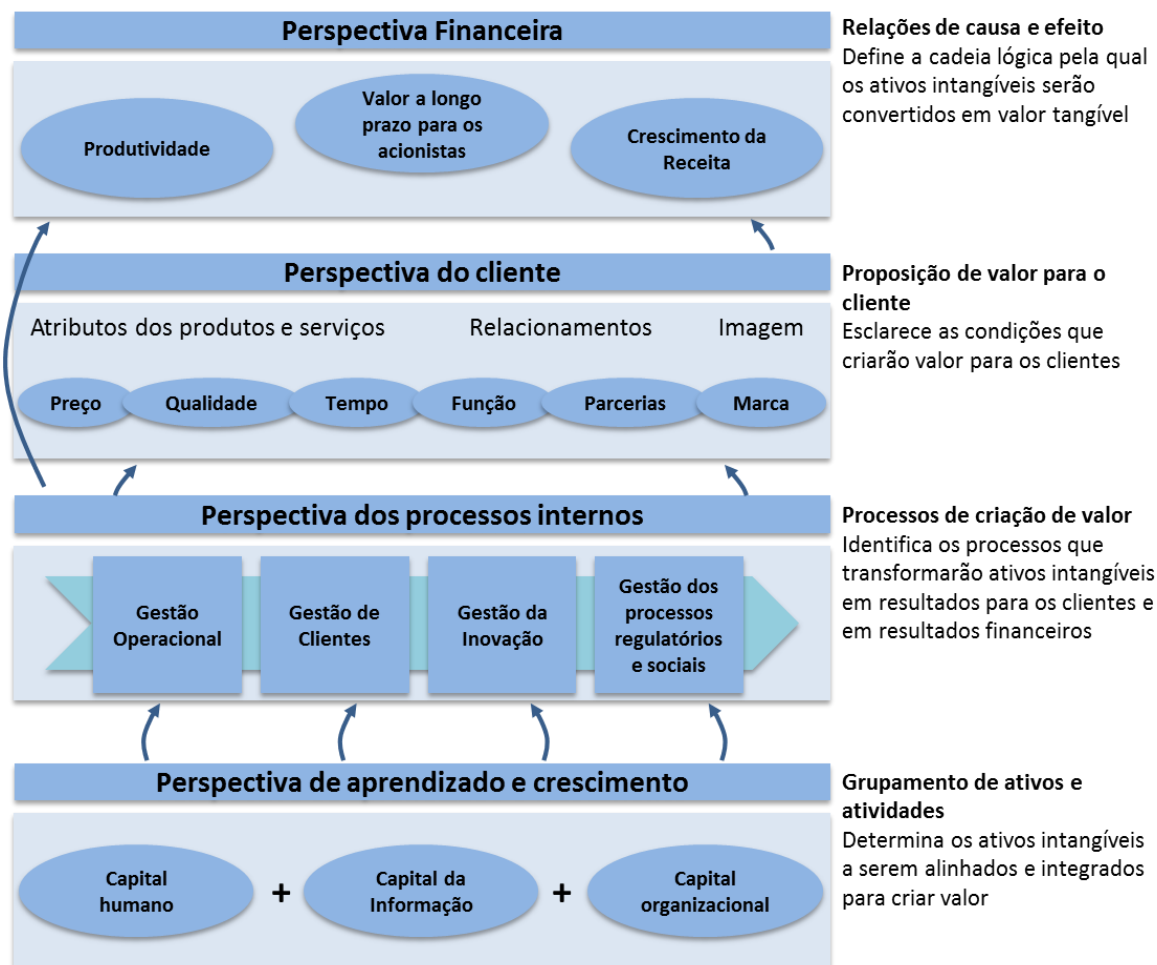 Perspectiva Financeira
Produtividade
Valor a longo
prazo para os
acionistas
Crescimento da
Receita
Relações de causa e efeito
Define a cadeia lógica pela qual
os ativos intangíveis serão
convertidos em valor tangível
Perspectiva do cliente
Atributos dos produtos e serviços
Relacionamentos
Imagem
Preço
Qualidade
Tempo
Função
Parcerias
Marca
Proposição de valor para o
cliente
Esclarece as condições que
criarão valor para os clientes
Perspectiva dos processos internos
Gestão
Operacional
Gestão de
Clientes
Gestão da
Inovação
Gestão dos
processos
regulatórios
e sociais
Processos de criação de valor
Identifica os processos que
transformarão ativos intangíveis
em resultados para os clientes e
em resultados financeiros
Perspectiva de aprendizado e crescimento
Capital
humano
+
Capital da
Informação
+
Capital
organizacional
Grupamento de ativos e
atividades
Determina os ativos intangíveis
a serem alinhados e integrados
para criar valor